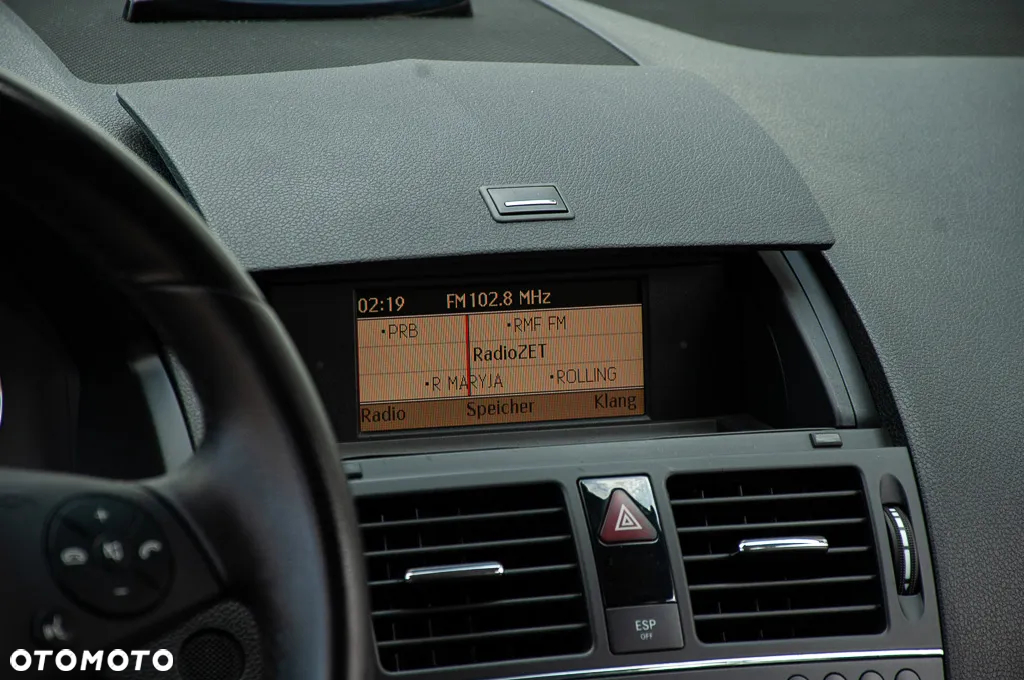 02:19 FM 102.8 MHz
•PRB •RMF FM
RadioZET
•R MARYJA •ROLLING
Radio Speicher Klang
ESP
OFF
OTOMOTO